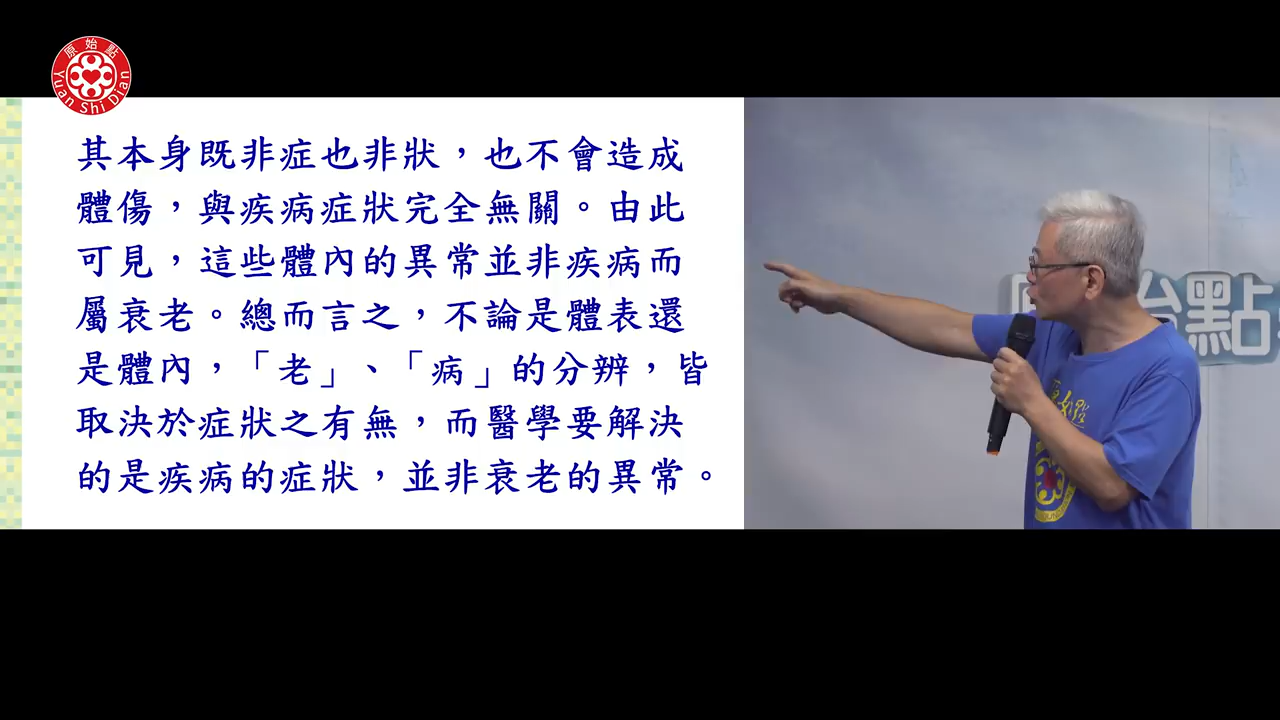 原始點
Yuan Shi Dian
其本身既非症也非狀，也不會造成
體傷，與疾病症狀完全無關。由此
可見，這些體內的異常並非疾病而
屬衰老。總而言之，不論是體表還
是體內，「老」、「病」的分辨，皆
取決於症狀之有無，而醫學要解決
的是疾病的症狀，並非衰老的異常。
點